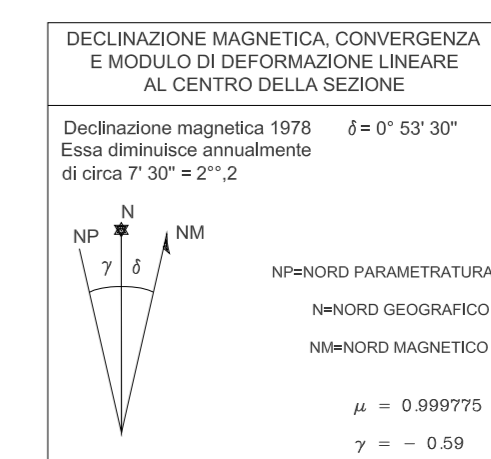 DECLINAZIONE MAGNETICA, CONVERGENZA
E MODULO DI DEFORMAZIONE LINEARE
AL CENTRO DELLA SEZIONE
Declinazione magnetica 1978 δ = 0° 53' 30"
Essa diminuisce annualmente
di circa 7' 30" = 2°°,2
N
NP NM
γ δ
NP=NORD PARAMETRATURA
N=NORD GEOGRAFICO
NM=NORD MAGNETICO
μ = 0.999775
γ = − 0.59